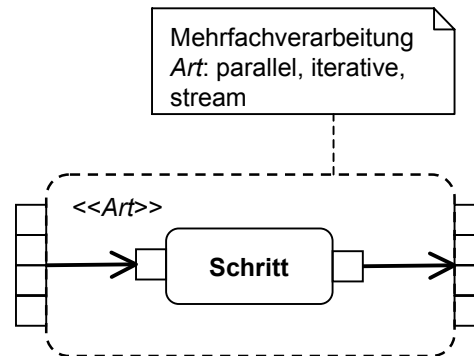 Mehrfachverarbeitung
Art: parallel, iterative,
stream
<<Art>>
Schritt